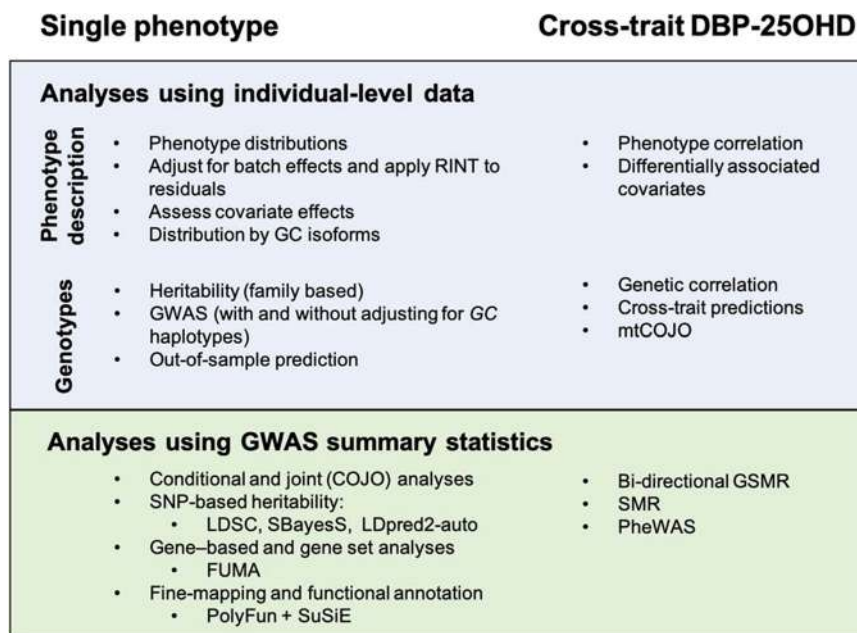 Single phenotype
Cross-trait DBP-25OHD
Analyses using individual-level data
Phenotype
description
• Phenotype distributions
• Adjust for batch effects and apply RINT to
residuals
• Assess covariate effects
• Distribution by GC isoforms
• Phenotype correlation
• Differentially associated
covariates
Genotypes
• Heritability (family based)
• GWAS (with and without adjusting for GC
haplotypes)
• Out-of-sample prediction
• Genetic correlation
• Cross-trait predictions
• mtCOJO
Analyses using GWAS summary statistics
• Conditional and joint (COJO) analyses
• SNP-based heritability:
• LDSC, SBayesS, LDpred2-auto
• Gene–based and gene set analyses
• FUMA
• Fine-mapping and functional annotation
• PolyFun + SuSiE
• Bi-directional GSMR
• SMR
• PheWAS